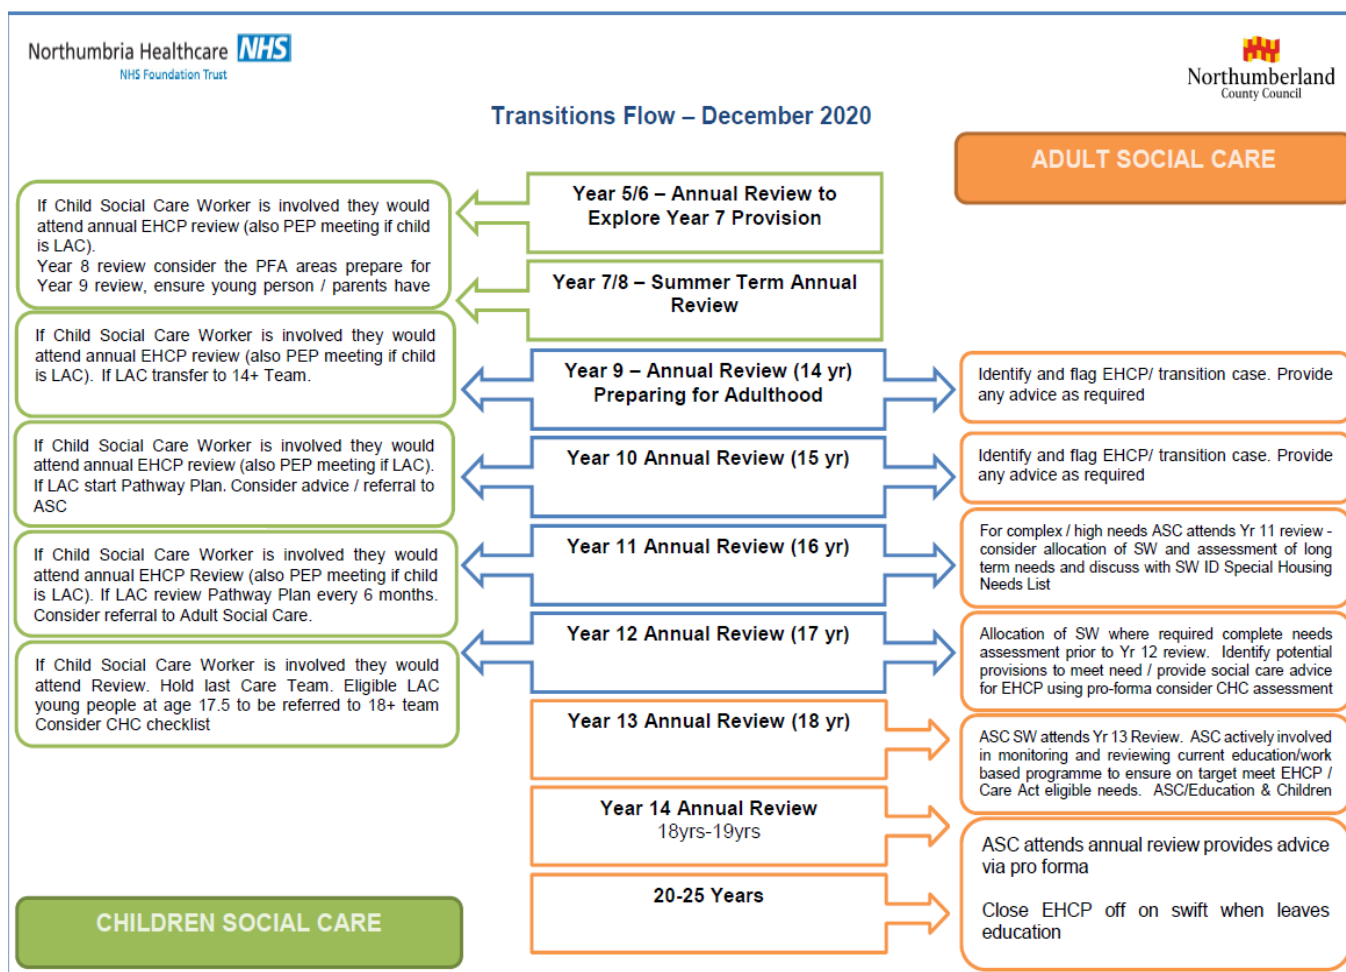 Northumbria Healthcare NHS
NHS Foundation Trust
Northumberland
County Council
Transitions Flow – December 2020
ADULT SOCIAL CARE
If Child Social Care Worker is involved they would
attend annual EHCP review (also PEP meeting if child
is LAC).
Year 8 review consider the PFA areas prepare for
Year 9 review, ensure young person / parents have
Year 5/6 – Annual Review to
Explore Year 7 Provision
Year 7/8 – Summer Term Annual
Review
If Child Social Care Worker is involved they would
attend annual EHCP review (also PEP meeting if child
is LAC). If LAC transfer to 14+ Team.
Year 9 – Annual Review (14 yr)
Preparing for Adulthood
Identify and flag EHCP/ transition case. Provide
any advice as required
If Child Social Care Worker is involved they would
attend annual EHCP review (also PEP meeting if LAC).
If LAC start Pathway Plan. Consider advice / referral to
ASC
Year 10 Annual Review (15 yr)
Identify and flag EHCP/ transition case. Provide
any advice as required
If Child Social Care Worker is involved they would
attend annual EHCP Review (also PEP meeting if child
is LAC). If LAC review Pathway Plan every 6 months.
Consider referral to Adult Social Care.
Year 11 Annual Review (16 yr)
For complex / high needs ASC attends Yr 11 review -
consider allocation of SW and assessment of long
term needs and discuss with SW ID Special Housing
Needs List
If Child Social Care Worker is involved they would
attend Review. Hold last Care Team. Eligible LAC
young people at age 17.5 to be referred to 18+ team
Consider CHC checklist
Year 12 Annual Review (17 yr)
Allocation of SW where required complete needs
assessment prior to Yr 12 review. Identify potential
provisions to meet need / provide social care advice
for EHCP using pro-forma consider CHC assessment
Year 13 Annual Review (18 yr)
ASC SW attends Yr 13 Review. ASC actively involved
in monitoring and reviewing current education/work
based programme to ensure on target meet EHCP /
Care Act eligible needs. ASC/Education & Children
Year 14 Annual Review
18yrs-19yrs
20-25 Years
ASC attends annual review provides advice
via pro forma
Close EHCP off on swift when leaves
education
CHILDREN SOCIAL CARE